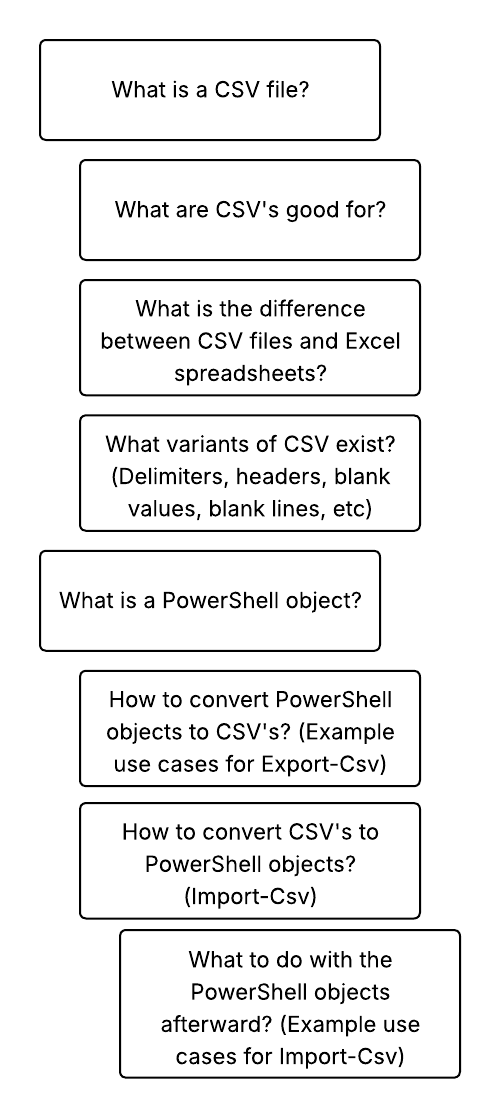 What is a CSV file?
What are CSV's good for?
What is the difference
between CSV files and Excel
spreadsheets?
What variants of CSV exist?
(Delimiters, headers, blank
values, blank lines, etc)
What is a PowerShell object?
How to convert PowerShell
objects to CSV's? (Example
use cases for Export-Csv)
How to convert CSV's to
PowerShell objects?
(Import-Csv)
What to do with the
PowerShell objects
afterward? (Example use
cases for Import-Csv)